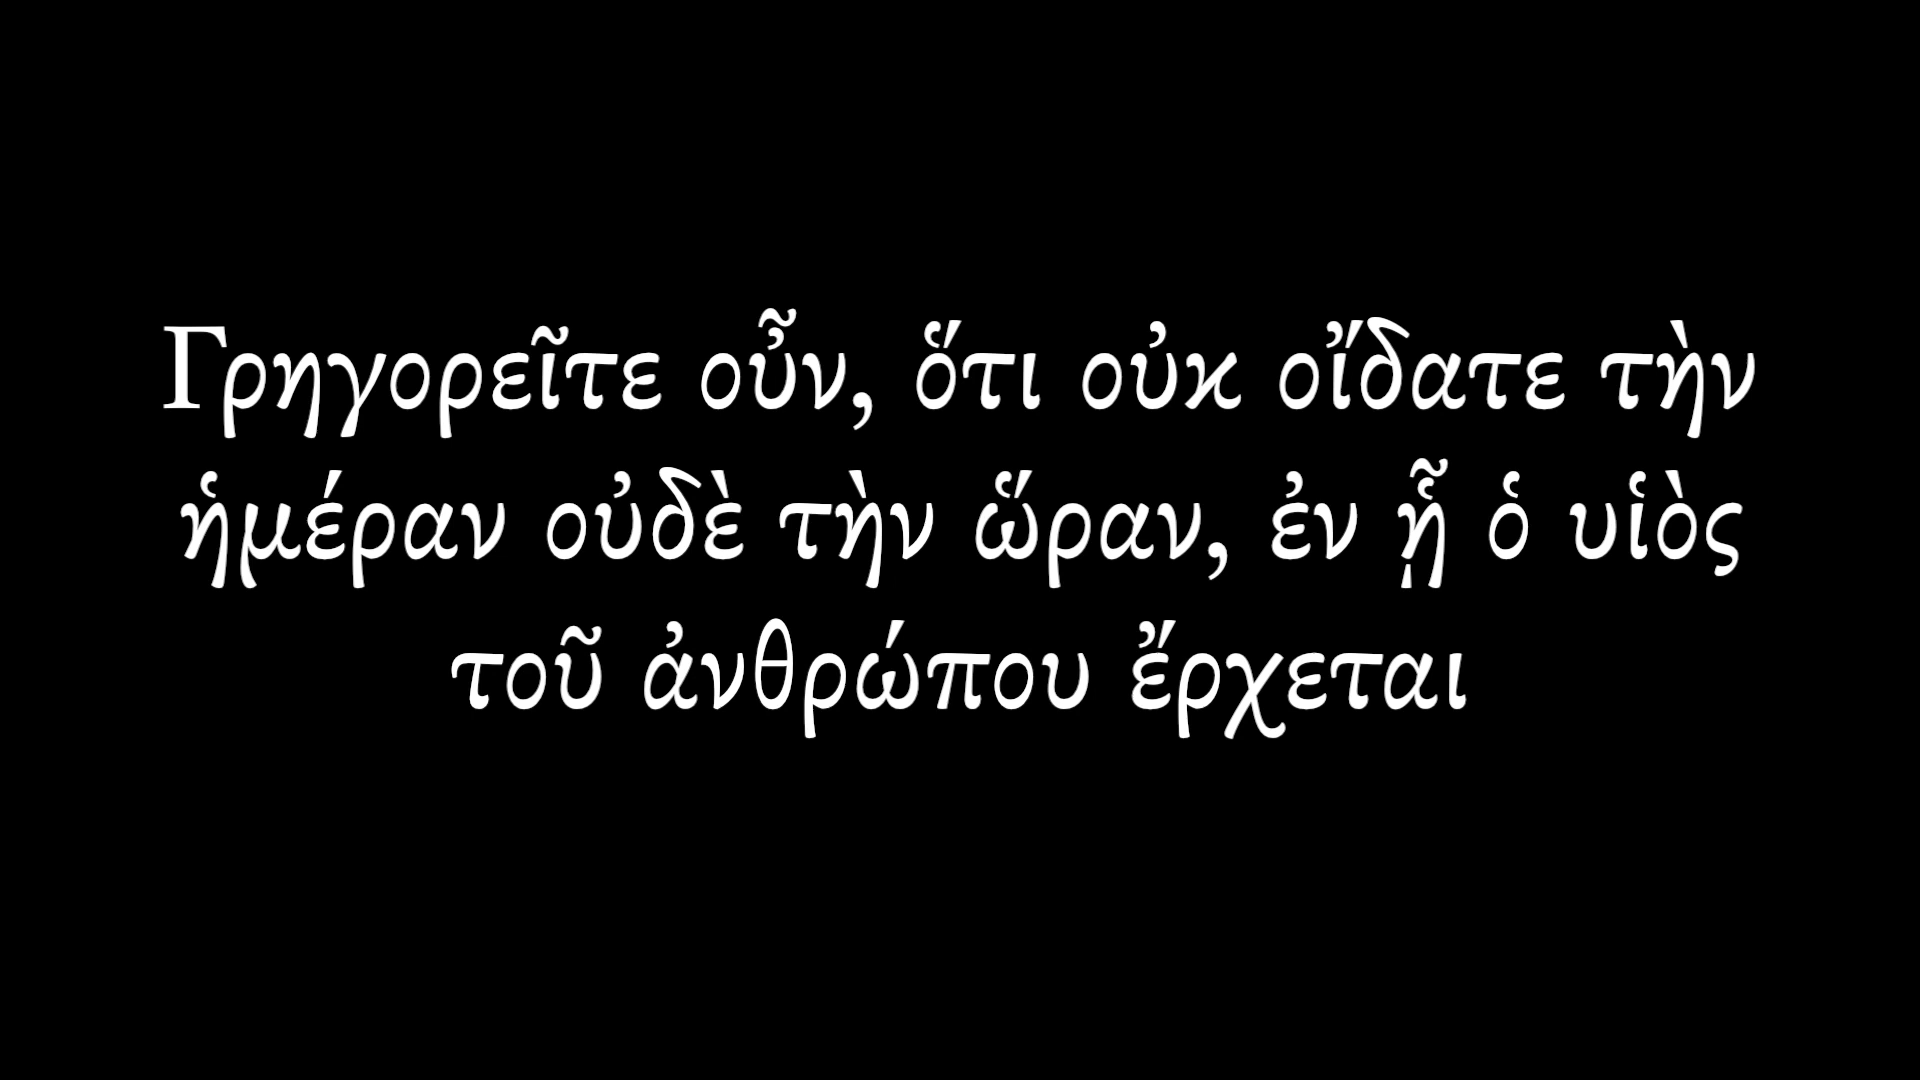 Γρηγορεῖτε οὖν, ὅτι οὐκ οἴδατε τὴν
ἡμέραν οὐδὲ τὴν ὥραν, ἐν ᾗ ὁ υἱὸς
τοῦ ἀνθρώπου ἔρχεται